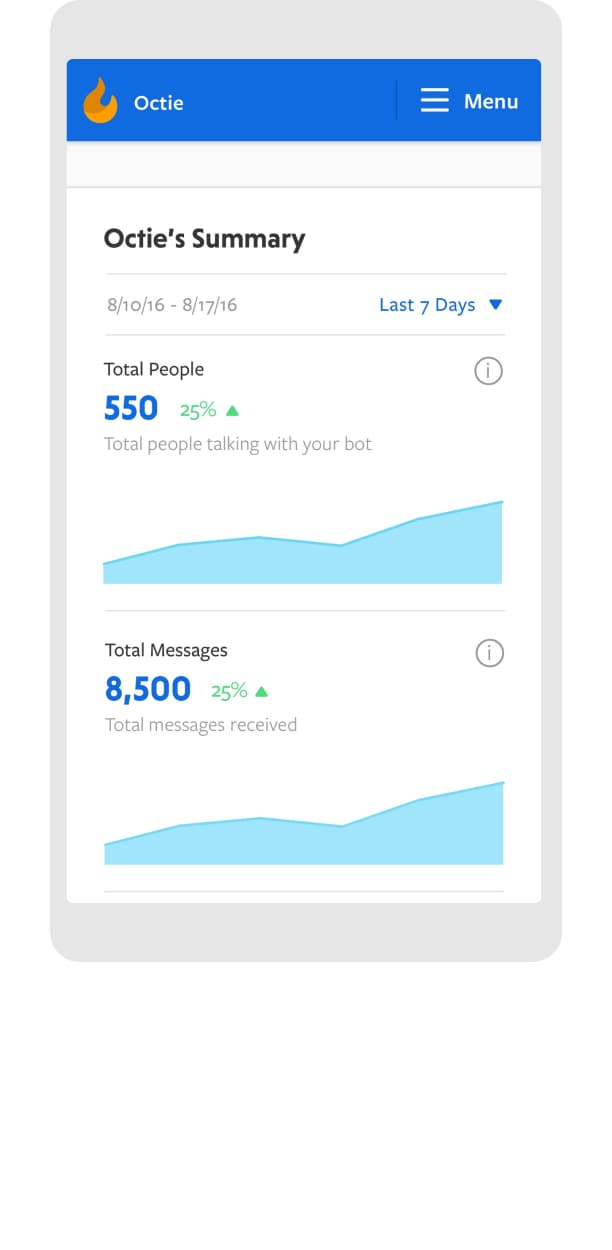 Octie
Menu
Octie's Summary
8/10/16 - 8/17/16
Last 7 Days
Total People
550 25%
Total people talking with your bot
Total Messages
8,500 25%
Total messages received